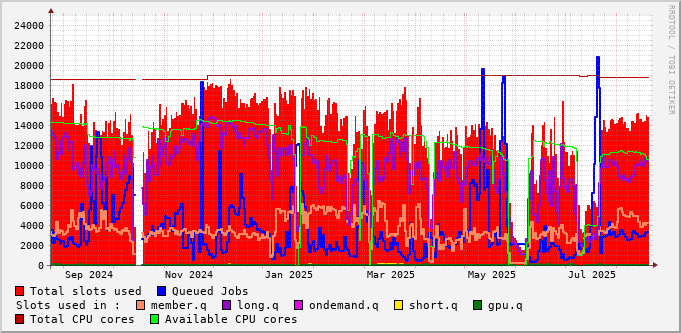 RRDTOOL / TOBI OETIKER
24000
22000
20000
18000
16000
14000
12000
10000
8000
6000
4000
2000
0
Sep 2024 Nov 2024 Jan 2025 Mar 2025 May 2025 Jul 2025
Total slots used Queued Jobs
Slots used in : member.q long.q ondemand.q short.q gpu.q
Total CPU cores Available CPU cores